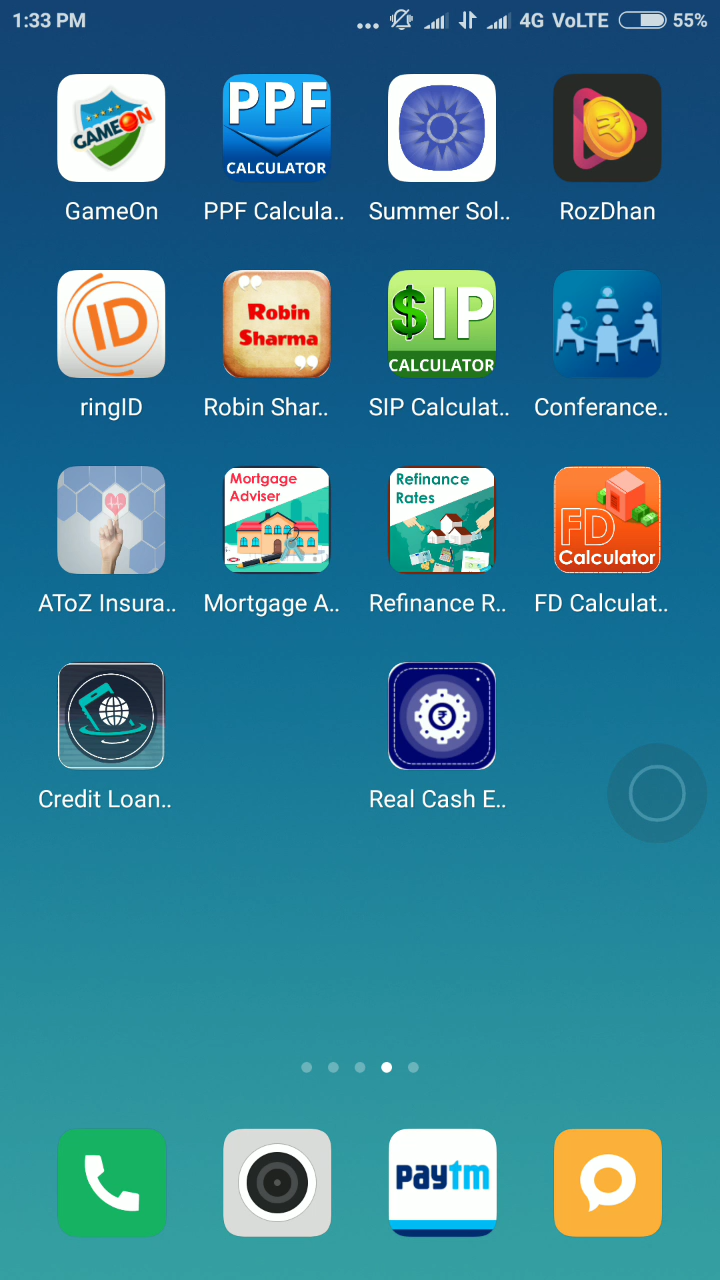 1:33 PM ... 4G VoLTE 55%
GAMEON
PPF
CALCULATOR
GameOn PPF Calcula.. Summer Sol.. RozDhan
ID
Robin
Sharma
$IP
CALCULATOR
ringID Robin Shar.. SIP Calculat.. Conferance..
Mortgage
Adviser
Refinance
Rates
FD
Calculator
AToZ Insura.. Mortgage A.. Refinance R.. FD Calculat..
Credit Loan.. Real Cash E..
paytm